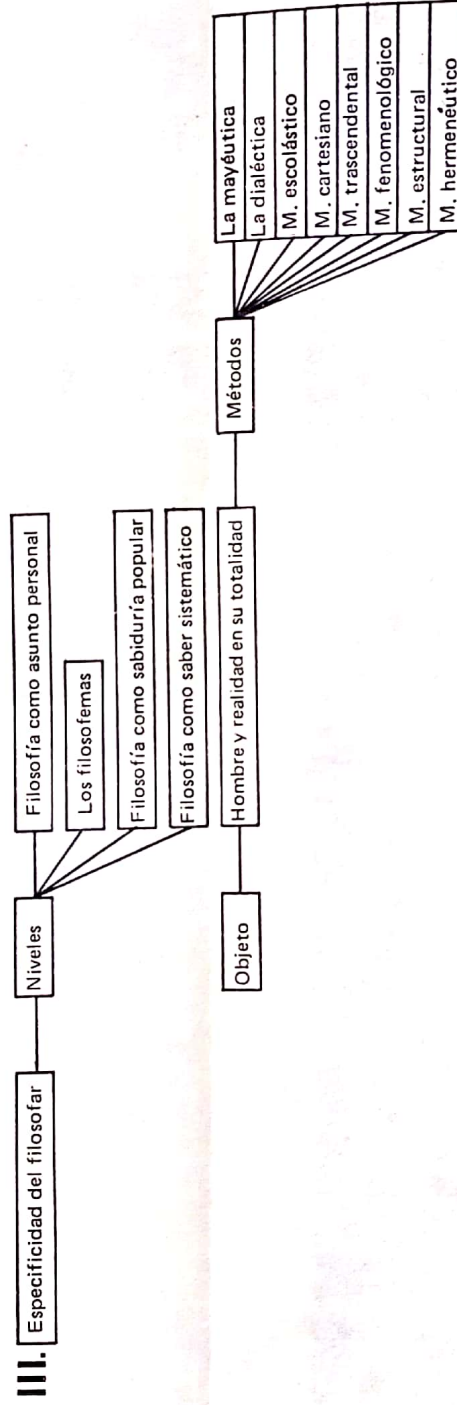 III.
Especificidad del filosofar
Niveles
Filosofía como asunto personal
Los filosofemas
Filosofía como sabiduría popular
Filosofía como saber sistemático
Objeto
Hombre y realidad en su totalidad
Métodos
La mayéutica
La dialéctica
M. escolástico
M. cartesiano
M. trascendental
M. fenomenológico
M. estructural
M. hermenéutico